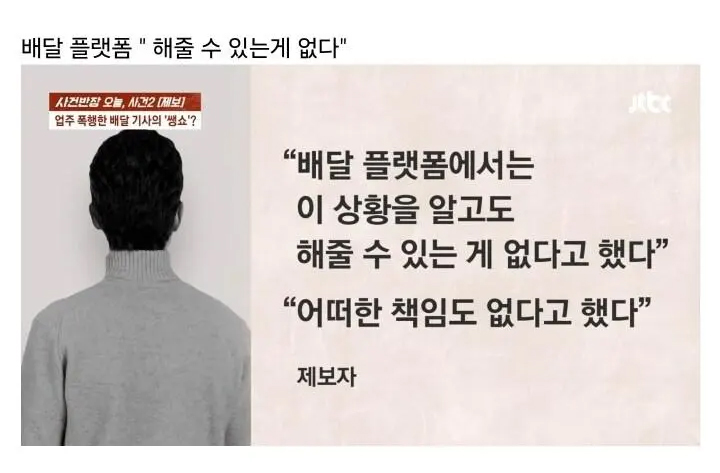 배달 플랫폼 " 해줄 수 있는게 없다"
사건반장 오늘, 사건2 [제보]
업주 폭행한 배달 기사의 '쌩쇼'?
jtbc
“배달 플랫폼에서는
이 상황을 알고도
해줄 수 있는 게 없다고 했다”
“어떠한 책임도 없다고 했다”
제보자